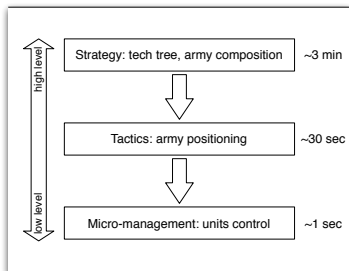 high level
Strategy: tech tree, army composition
~3 min
Tactics: army positioning
~30 sec
low level
Micro-management: units control
~1 sec